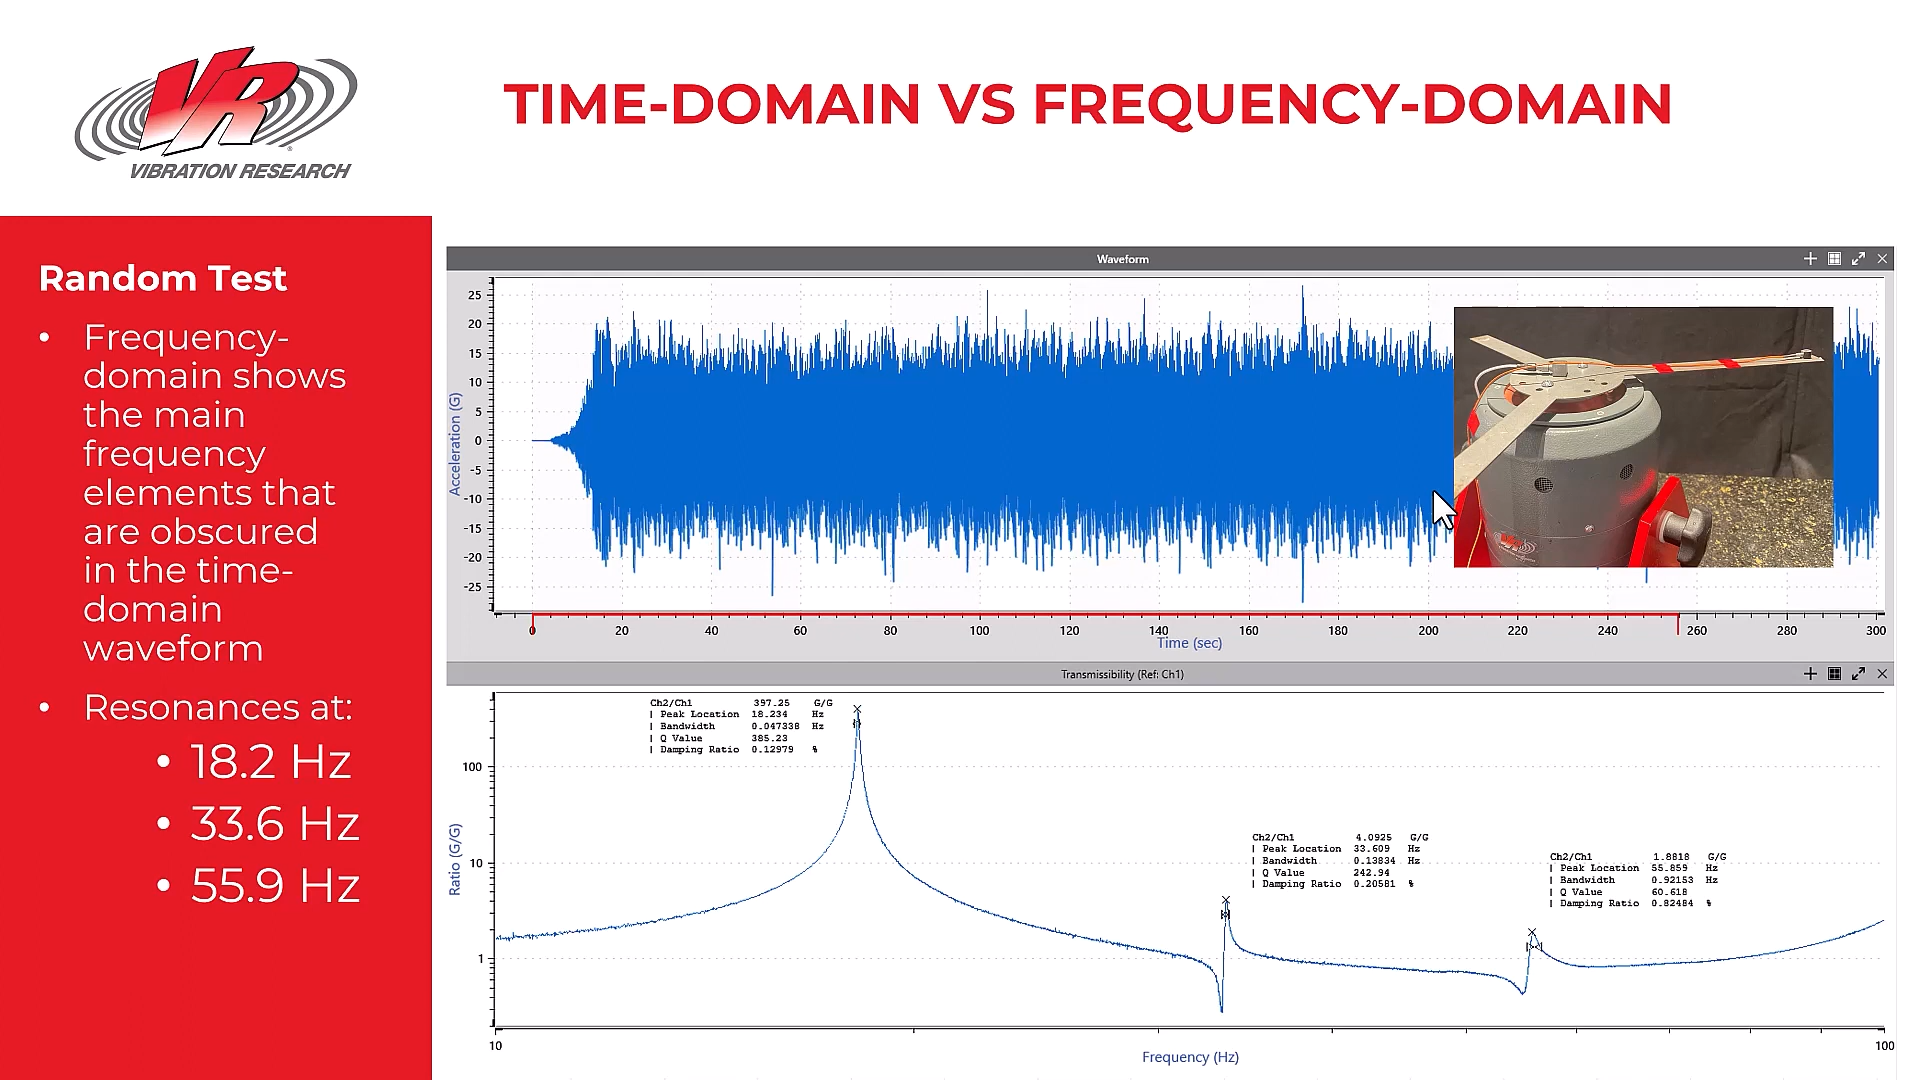 VR
VIBRATION RESEARCH
TIME-DOMAIN VS FREQUENCY-DOMAIN
Random Test
• Frequency-
domain shows
the main
frequency
elements that
are obscured
in the time-
domain
waveform
• Resonances at:
• 18.2 Hz
• 33.6 Hz
• 55.9 Hz
Waveform
Acceleration (G)
25
20
15
10
5
0
-5
-10
-15
-20
-25
0 20 40 60 80 100 120 140 160 180 200 220 240 260 280 300
Time (sec)
Transmissibility (Ref: Ch1)
Ratio (G/G)
100
10
1
Ch2/Ch1 397.25 G/G
| Peak Location 18.234 Hz
| Bandwidth 0.047338 Hz
| Q Value 385.23
| Damping Ratio 0.12979 %
Ch2/Ch1 4.0925 G/G
| Peak Location 33.609 Hz
| Bandwidth 0.13834 Hz
| Q Value 242.94
| Damping Ratio 0.20581 %
Ch2/Ch1 1.8818 G/G
| Peak Location 55.859 Hz
| Bandwidth 0.92153 Hz
| Q Value 60.618
| Damping Ratio 0.82484 %
10 100
Frequency (Hz)